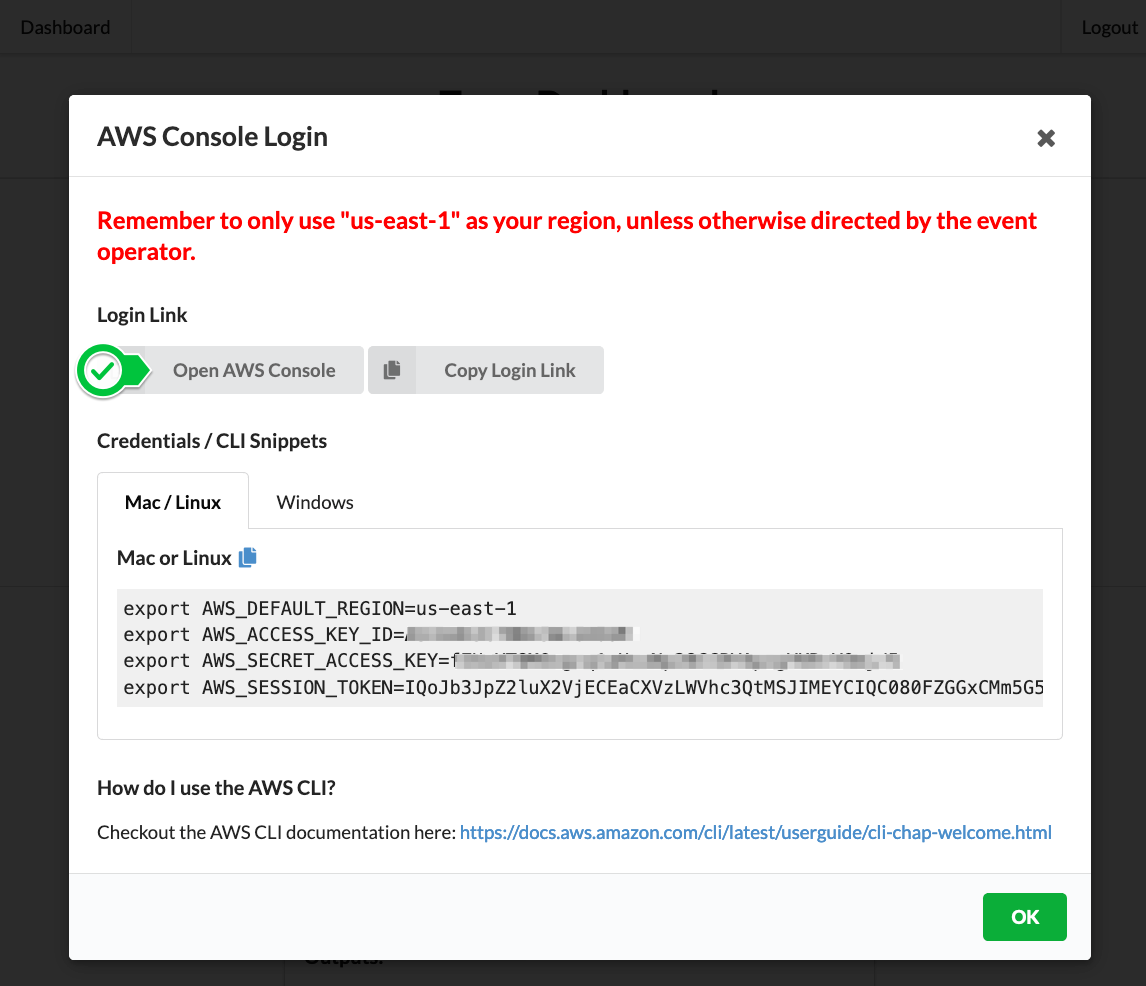 Dashboard
Logout
AWS Console Login
Remember to only use "us-east-1" as your region, unless otherwise directed by the event
operator.
Login Link
Open AWS Console
Copy Login Link
Credentials / CLI Snippets
Mac / Linux
Windows
Mac or Linux
export AWS_DEFAULT_REGION=us-east-1
export AWS_ACCESS_KEY_ID=
export AWS_SECRET_ACCESS_KEY=
export AWS_SESSION_TOKEN=IQoJb3JpZ2luX2VjECEaCXVzLWVhc3QtMSJIMEYCIQC080FZGGxCMm5G5
How do I use the AWS CLI?
Checkout the AWS CLI documentation here: https://docs.aws.amazon.com/cli/latest/userguide/cli-chap-welcome.html
OK
Outputs: